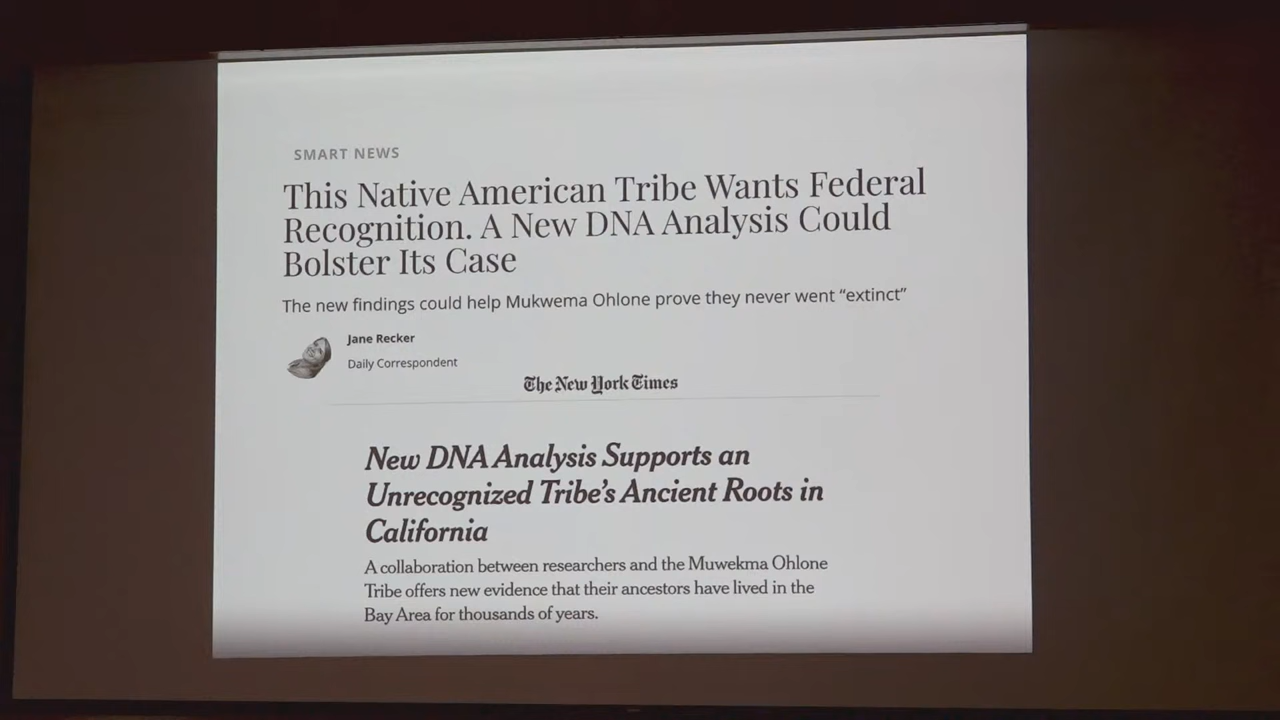 SMART NEWS
This Native American Tribe Wants Federal
Recognition. A New DNA Analysis Could
Bolster Its Case
The new findings could help Mukwema Ohlone prove they never went “extinct”
Jane Recker
Daily Correspondent
The New York Times
New DNA Analysis Supports an
Unrecognized Tribe’s Ancient Roots in
California
A collaboration between researchers and the Muwekma Ohlone
Tribe offers new evidence that their ancestors have lived in the
Bay Area for thousands of years.